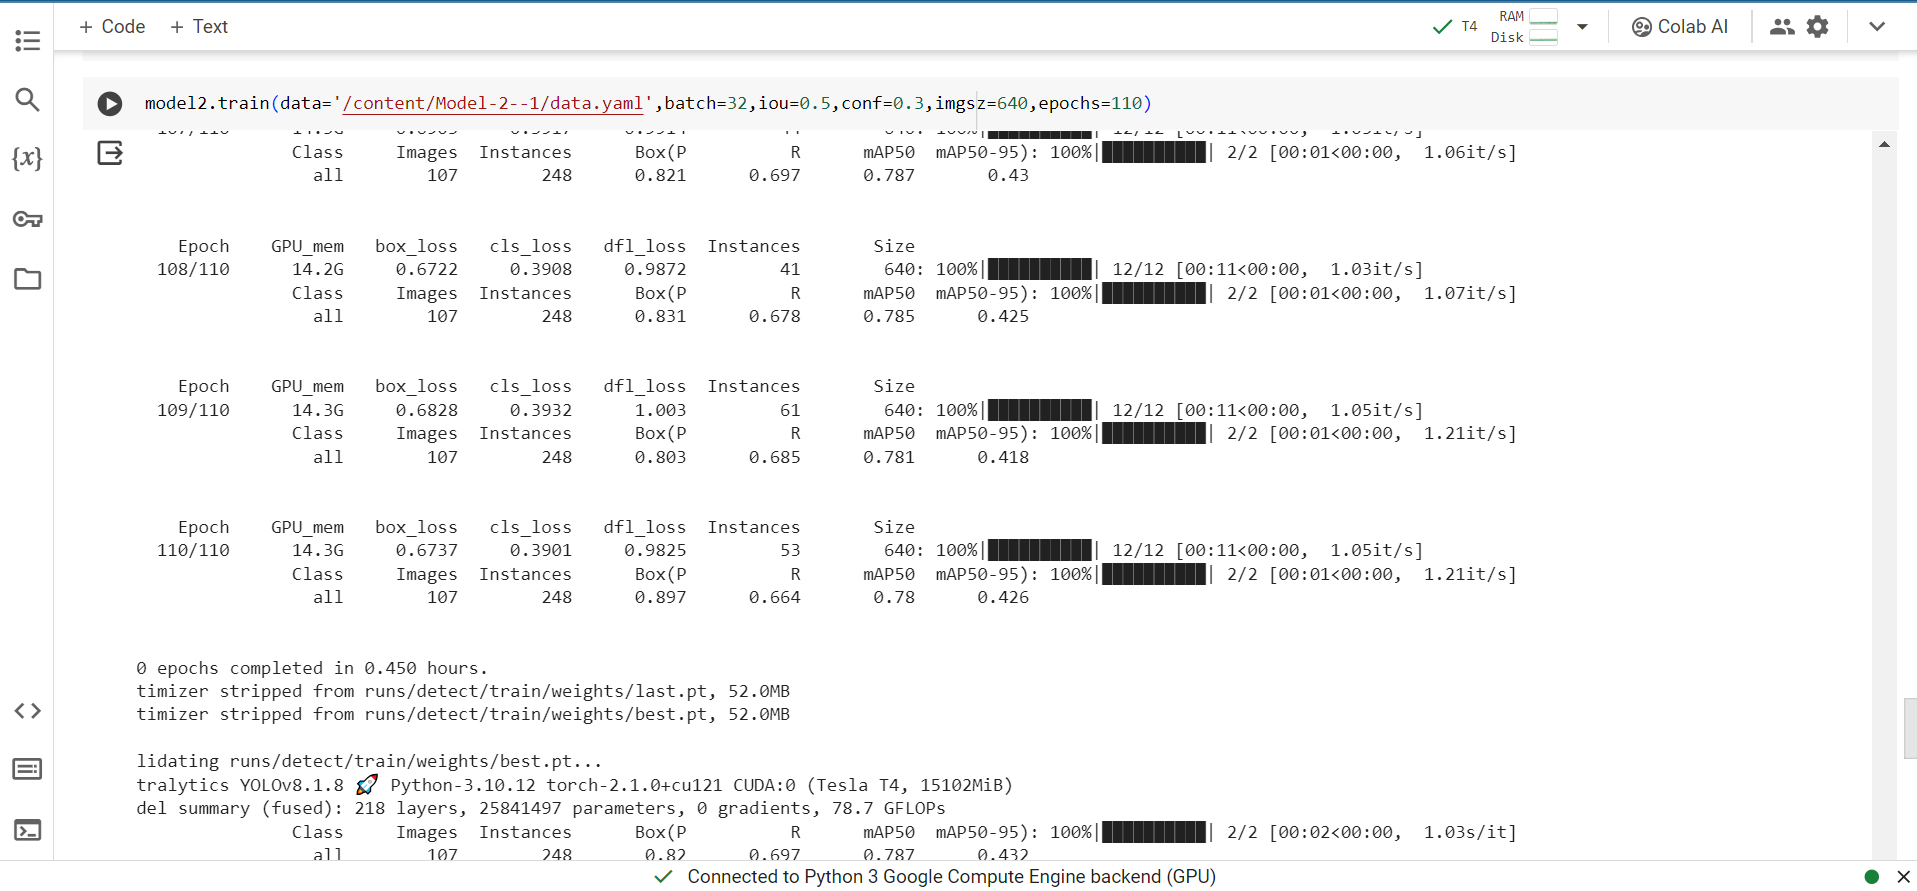 + Code + Text
T4 RAM Disk
Colab AI
model2.train(data='/content/Model-2--1/data.yaml',batch=32,iou=0.5,conf=0.3,imgsz=640,epochs=110)
Class Images Instances Box(P R mAP50 mAP50-95): 100%|██████████| 2/2 [00:01<00:00, 1.06it/s]
all 107 248 0.821 0.697 0.787 0.43
Epoch GPU_mem box_loss cls_loss dfl_loss Instances Size
108/110 14.2G 0.6722 0.3908 0.9872 41 640: 100%|██████████| 12/12 [00:11<00:00, 1.03it/s]
Class Images Instances Box(P R mAP50 mAP50-95): 100%|██████████| 2/2 [00:01<00:00, 1.07it/s]
all 107 248 0.831 0.678 0.785 0.425
Epoch GPU_mem box_loss cls_loss dfl_loss Instances Size
109/110 14.3G 0.6828 0.3932 1.003 61 640: 100%|██████████| 12/12 [00:11<00:00, 1.05it/s]
Class Images Instances Box(P R mAP50 mAP50-95): 100%|██████████| 2/2 [00:01<00:00, 1.21it/s]
all 107 248 0.803 0.685 0.781 0.418
Epoch GPU_mem box_loss cls_loss dfl_loss Instances Size
110/110 14.3G 0.6737 0.3901 0.9825 53 640: 100%|██████████| 12/12 [00:11<00:00, 1.05it/s]
Class Images Instances Box(P R mAP50 mAP50-95): 100%|██████████| 2/2 [00:01<00:00, 1.21it/s]
all 107 248 0.897 0.664 0.78 0.426
0 epochs completed in 0.450 hours.
timizer stripped from runs/detect/train/weights/last.pt, 52.0MB
timizer stripped from runs/detect/train/weights/best.pt, 52.0MB
lidating runs/detect/train/weights/best.pt...
tralytics YOLOv8.1.8 🚀 Python-3.10.12 torch-2.1.0+cu121 CUDA:0 (Tesla T4, 15102MiB)
del summary (fused): 218 layers, 25841497 parameters, 0 gradients, 78.7 GFLOPs
Class Images Instances Box(P R mAP50 mAP50-95): 100%|██████████| 2/2 [00:02<00:00, 1.03s/it]
all 107 248 0.82 0.697 0.787 0.432
Connected to Python 3 Google Compute Engine backend (GPU)